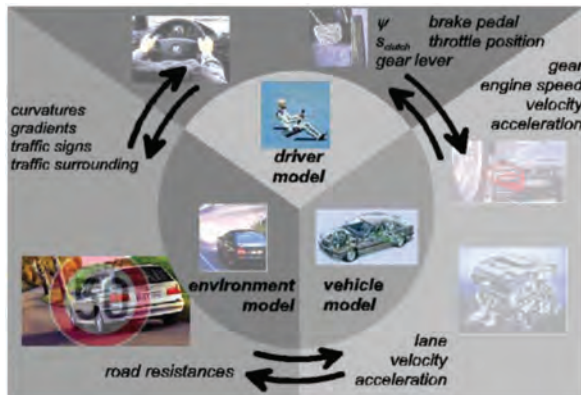 ψ brake pedal
s_clutch throttle position
gear lever
gear
engine speed
velocity
acceleration
curvatures
gradients
traffic signs
traffic surrounding
driver
model
environment
model
vehicle
model
road resistances
lane
velocity
acceleration